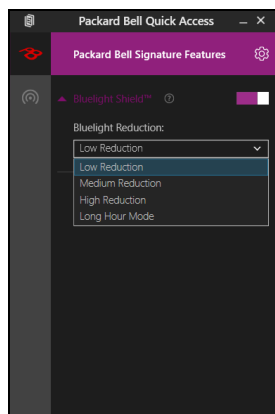 Packard Bell Quick Access
Packard Bell Signature Features
Bluelight Shield™
Bluelight Reduction:
Low Reduction
Low Reduction
Medium Reduction
High Reduction
Long Hour Mode